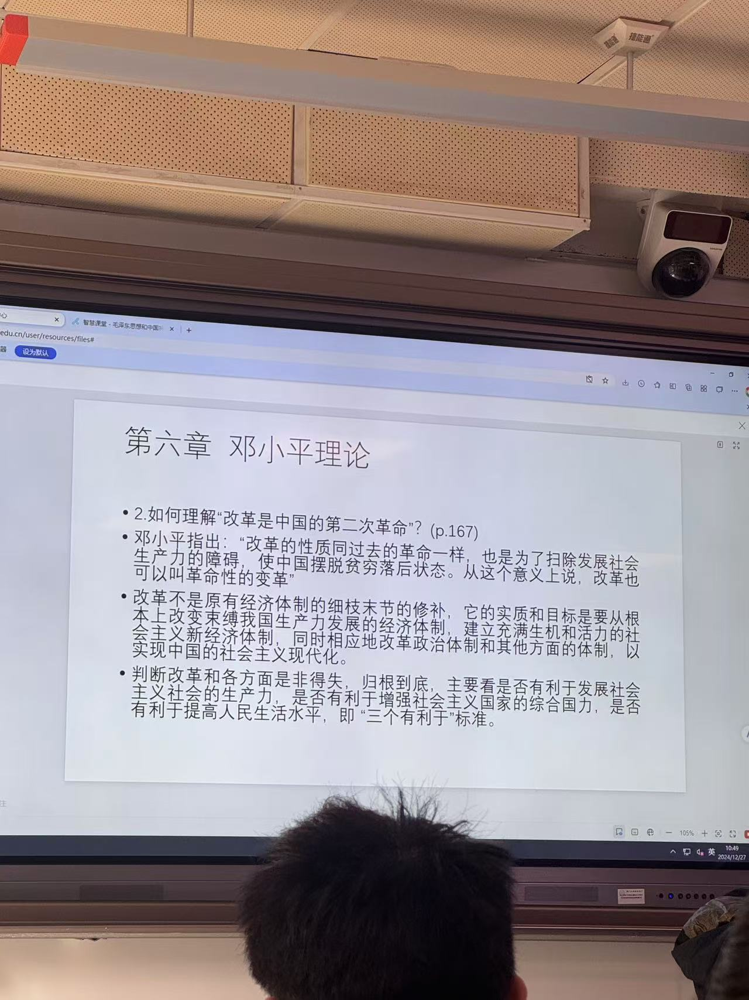 捷能通
捷能通
智慧课堂 - 毛泽东思想和中国
edu.cn/user/resources/files#
器
设为默认
第六章 邓小平理论
• 2.如何理解“改革是中国的第二次革命”？(p.167)
• 邓小平指出：“改革的性质同过去的革命一样，也是为了扫除发展社会
生产力的障碍，使中国摆脱贫穷落后状态。从这个意义上说，改革也
可以叫革命性的变革”
• 改革不是原有经济体制的细枝末节的修补，它的实质和目标是要从根
本上改变束缚我国生产力发展的经济体制，建立充满生机和活力的社
会主义新经济体制，同时相应地改革政治体制和其他方面的体制，以
实现中国的社会主义现代化。
• 判断改革和各方面是非得失，归根到底，主要看是否有利于发展社会
主义社会的生产力，是否有利于增强社会主义国家的综合国力，是否
有利于提高人民生活水平，即 “三个有利于”标准。
105%
英
10:49
2024/12/27